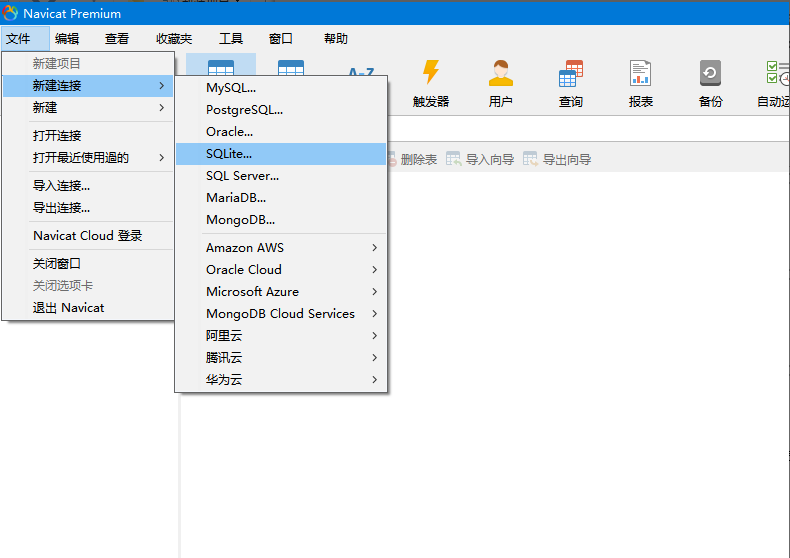 Navicat Premium
文件 编辑 查看 收藏夹 工具 窗口 帮助
触发器 用户 查询 报表 备份 自动运
删除表 导入向导 导出向导
新建项目
新建连接
新建
打开连接
打开最近使用過的
导入连接...
导出连接...
Navicat Cloud 登录
关闭窗口
关闭选项卡
退出 Navicat
MySQL...
PostgreSQL...
Oracle...
SQLite...
SQL Server...
MariaDB...
MongoDB...
Amazon AWS
Oracle Cloud
Microsoft Azure
MongoDB Cloud Services
阿里云
腾讯云
华为云